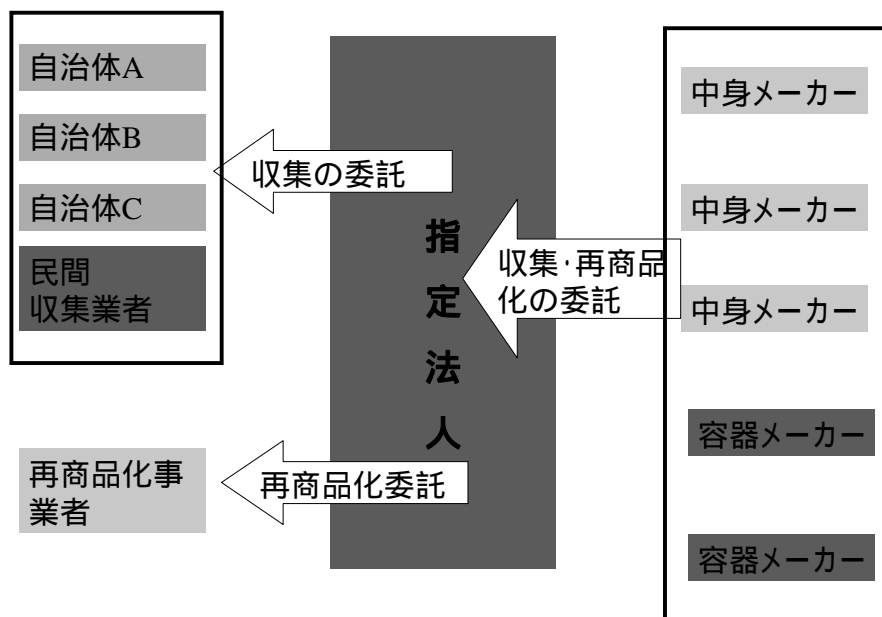 自治体A
自治体B
自治体C
民間
収集業者
再商品化事
業者
収集の委託
再商品化委託
指
定
法
人
収集・再商品
化の委託
中身メーカー
中身メーカー
中身メーカー
容器メーカー
容器メーカー